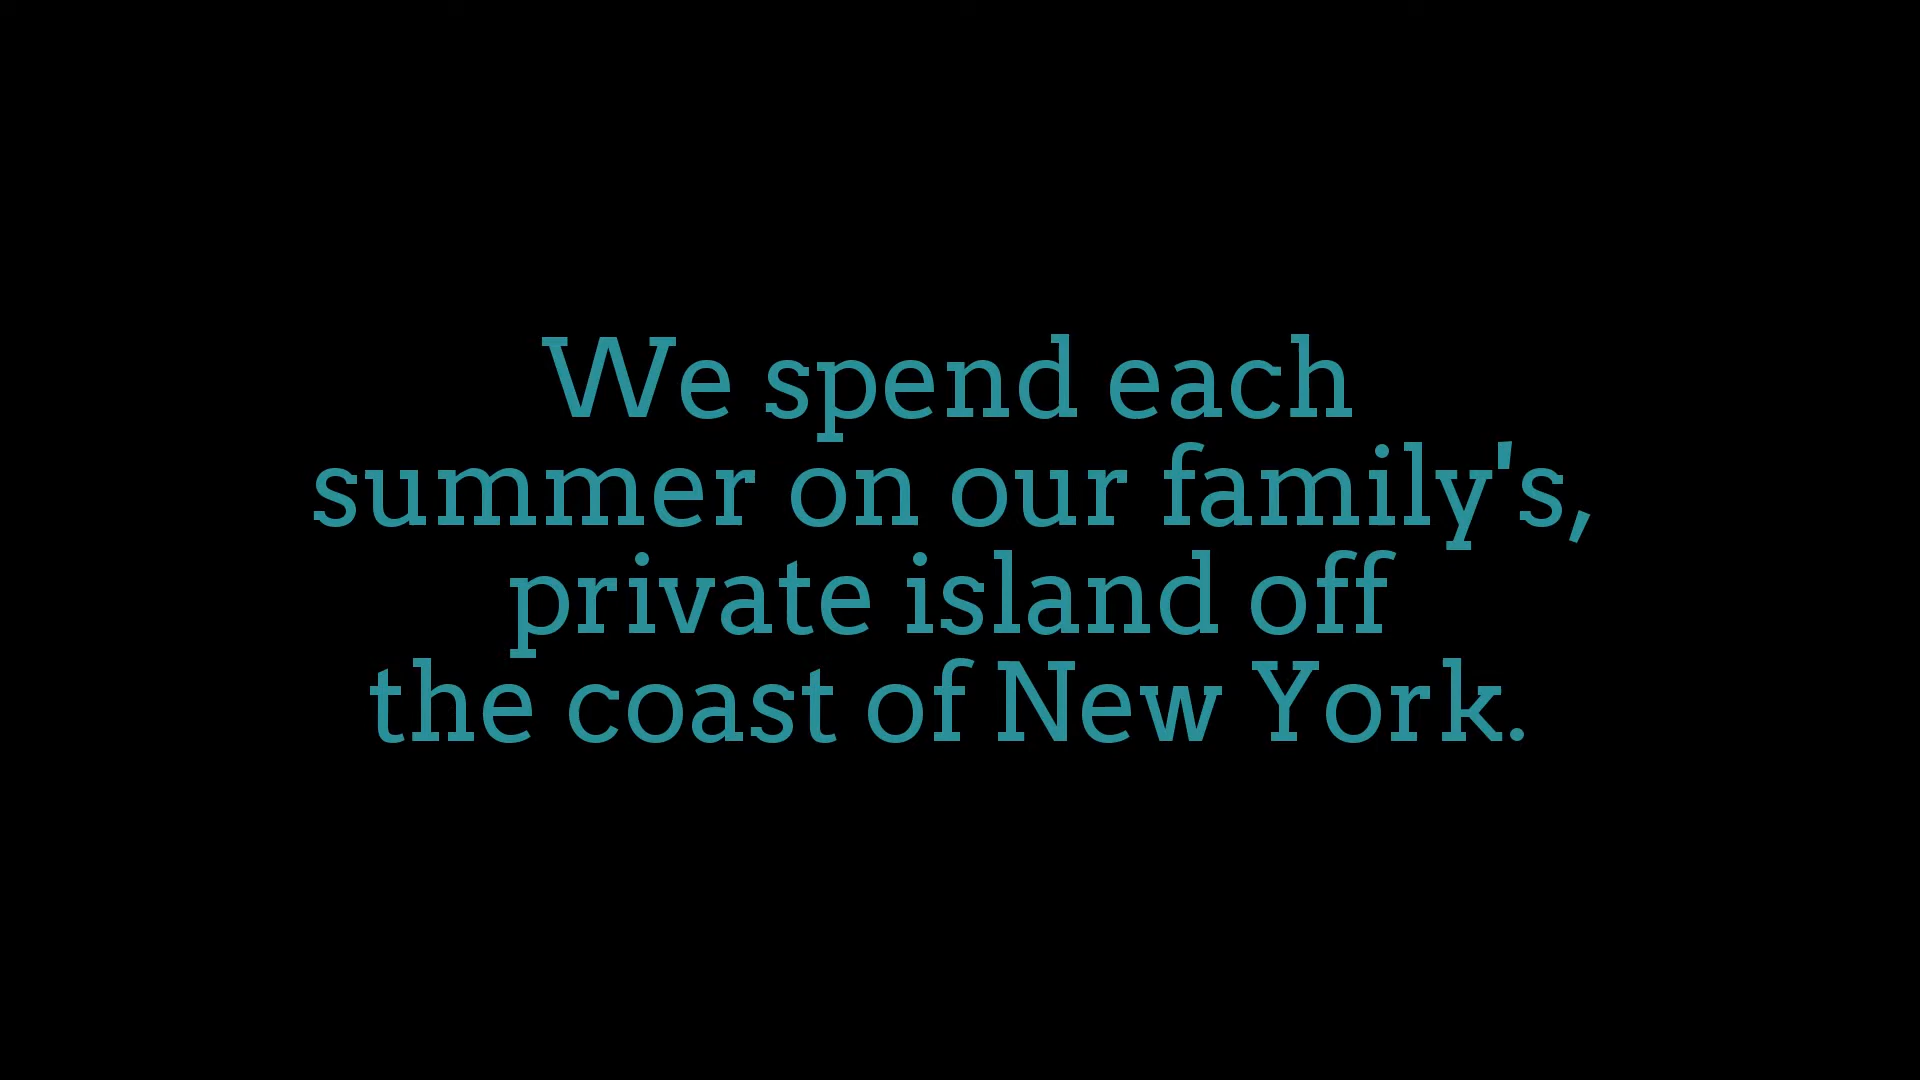 We spend each
summer on our family's,
private island off
the coast of New York.